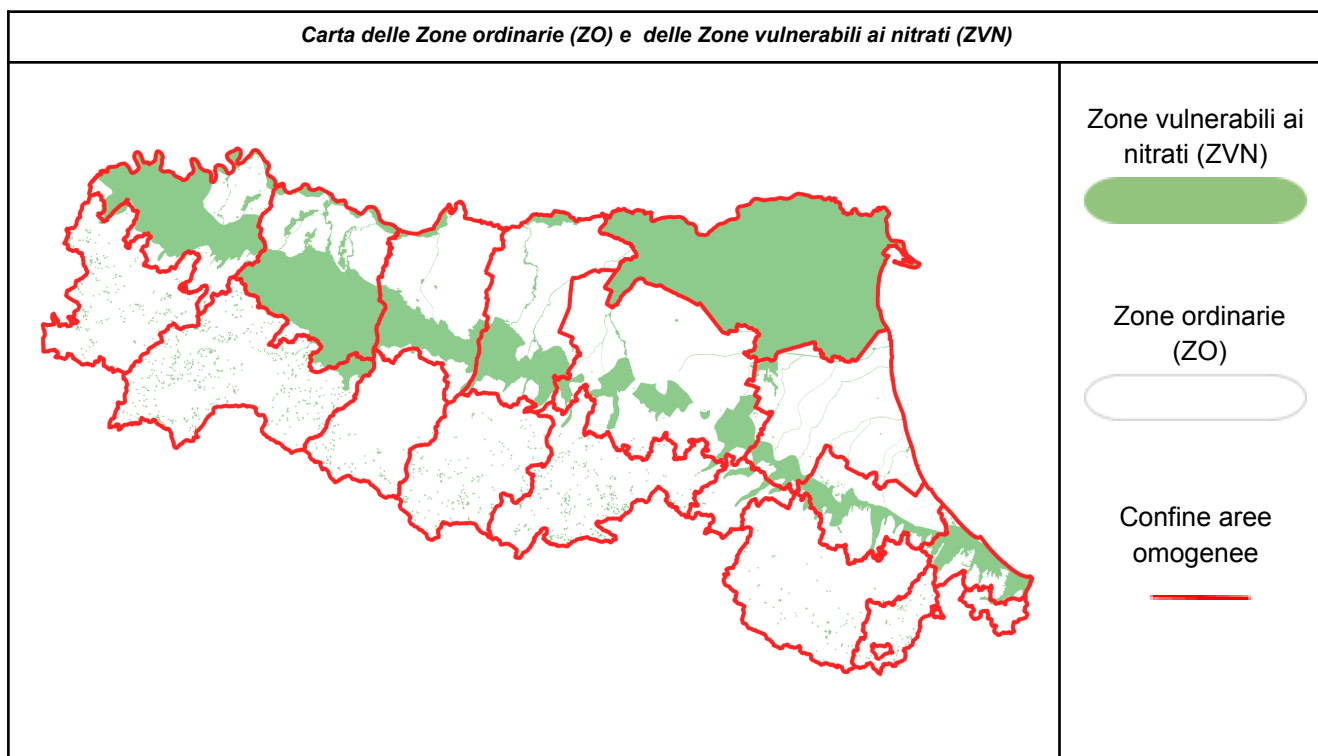 Carta delle Zone ordinarie (ZO) e delle Zone vulnerabili ai nitrati (ZVN)
Zone vulnerabili ai
nitrati (ZVN)
Zone ordinarie
(ZO)
Confine aree
omogenee